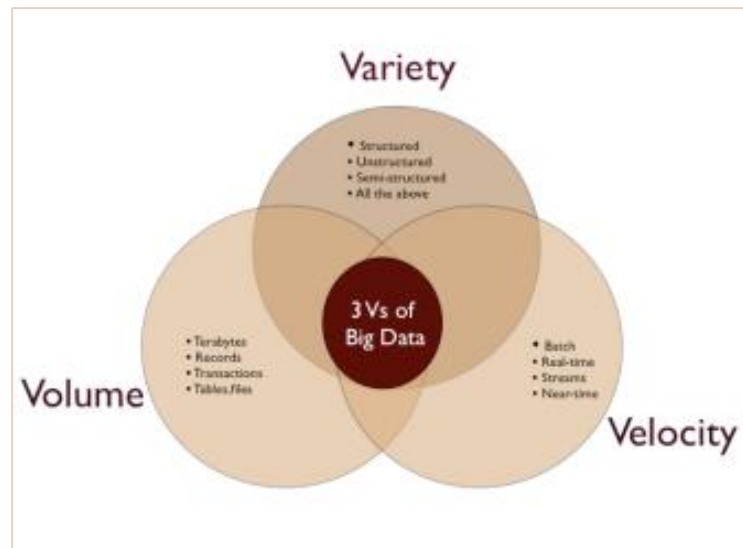 Variety
• Structured
• Unstructured
• Semi-structured
• All the above
3 Vs of
Big Data
• Terabytes
• Records
• Transactions
• Tables,files
Volume
• Batch
• Real-time
• Streams
• Near-time
Velocity